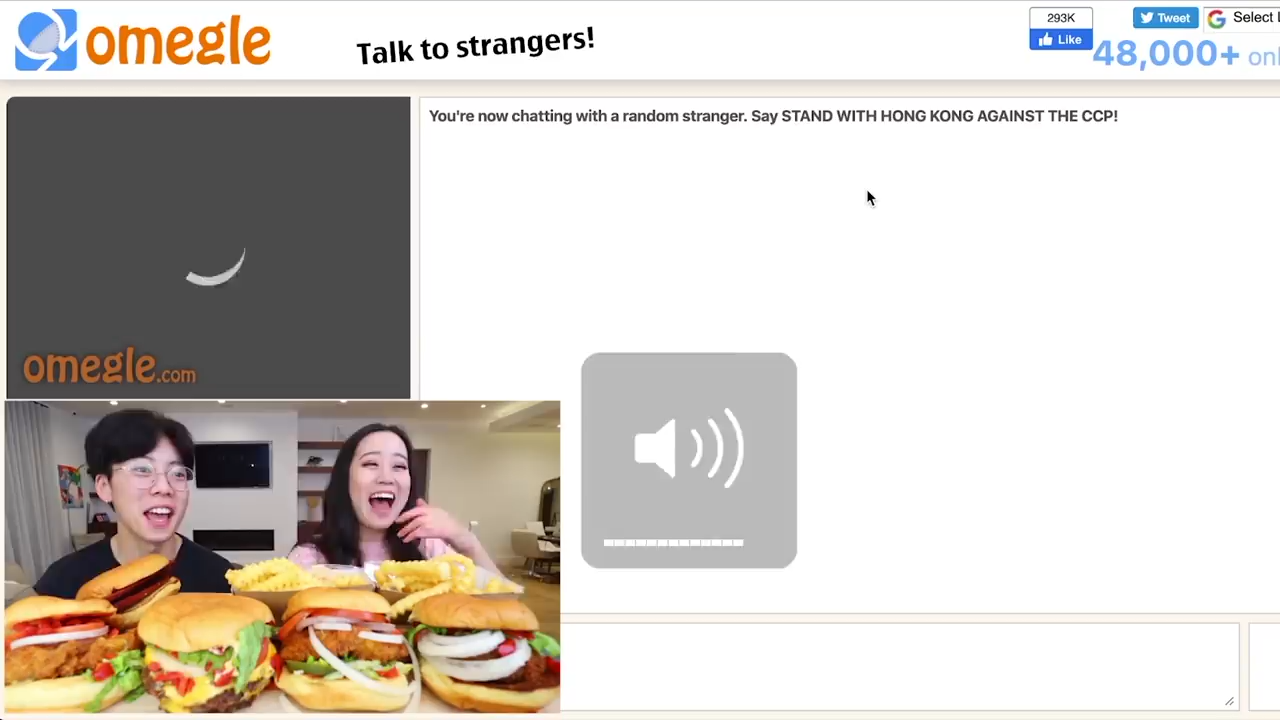 omegle
Talk to strangers!
293K
Like
Tweet
Select
48,000+ onl
You're now chatting with a random stranger. Say STAND WITH HONG KONG AGAINST THE CCP!
omegle.com